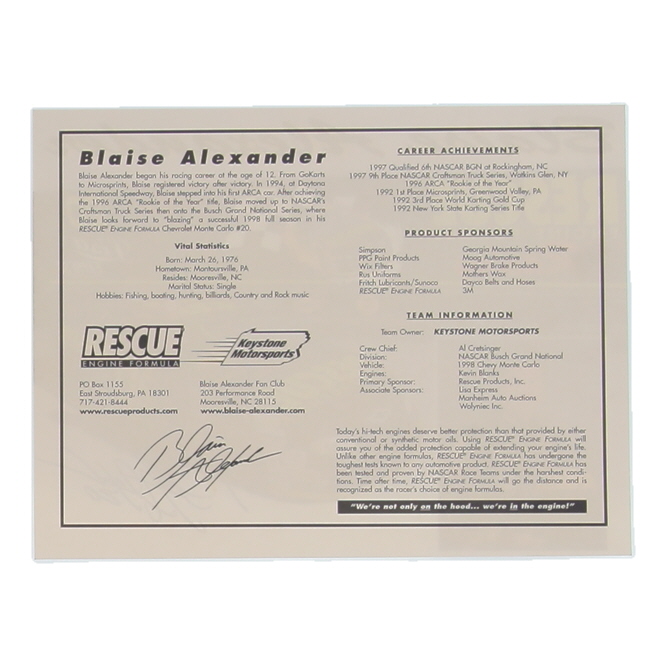 Blaise Alexander
Blaise Alexander began his racing career at the age of 12. From GoKarts
to Microsprints, Blaise registered victory after victory. In 1994, at Daytona
International Speedway, Blaise stepped into his first ARCA car. After achieving
the 1996 ARCA "Rookie of the Year" title, Blaise moved up to NASCAR's
Craftsman Truck Series then onto the Busch Grand National Series, where
Blaise looks forward to "blazing" a successful 1998 full season in his
RESCUE® ENGINE FORMULA Chevrolet Monte Carlo #20.
Vital Statistics
Born: March 26, 1976
Hometown: Montoursville, PA
Resides: Mooresville, NC
Marital Status: Single
Hobbies: Fishing, boating, hunting, billiards, Country and Rock music
RESCUE
ENGINE FORMULA
Keystone
Motorsports
PO Box 1155
East Stroudsburg, PA 18301
717-421-8444
www.rescueproducts.com
Blaise Alexander Fan Club
203 Performance Road
Mooresville, NC 28115
www.blaise-alexander.com
CAREER ACHIEVEMENTS
1997 Qualified 6th NASCAR BGN at Rockingham, NC
1997 9th Place NASCAR Craftsman Truck Series, Watkins Glen, NY
1996 ARCA "Rookie of the Year"
1992 1st Place Microsprints, Greenwood Valley, PA
1992 3rd Place World Karting Gold Cup
1992 New York State Karting Series Title
PRODUCT SPONSORS
Simpson
PPG Paint Products
Wix Filters
Rus Uniforms
Fritch Lubricants/Sunoco
RESCUE® ENGINE FORMULA
Georgia Mountain Spring Water
Moog Automotive
Wagner Brake Products
Mothers Wax
Dayco Belts and Hoses
3M
TEAM INFORMATION
Team Owner: KEYSTONE MOTORSPORTS
Crew Chief: Al Cretsinger
Division: NASCAR Busch Grand National
Vehicle: 1998 Chevy Monte Carlo
Engines: Kevin Blanks
Primary Sponsor: Rescue Products, Inc.
Associate Sponsors: Lisa Express
Manheim Auto Auctions
Wolyniec Inc.
Today's hi-tech engines deserve better protection than that provided by either
conventional or synthetic motor oils. Using RESCUE® ENGINE FORMULA will
assure you of the added protection capable of extending your engine's life.
Unlike other engine formulas, RESCUE® ENGINE FORMULA has undergone the
toughest tests known to any automotive product. RESCUE® ENGINE FORMULA has
been tested and proven by NASCAR Race Teams under the harshest condi-
tions. Time after time, RESCUE® ENGINE FORMULA will go the distance and is
recognized as the racer's choice of engine formulas.
"We're not only on the hood... we're in the engine!"